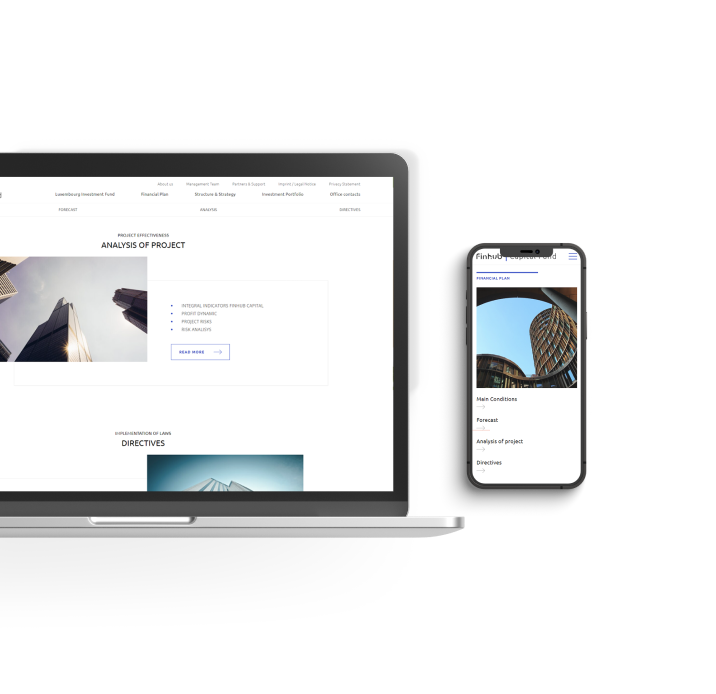 About us Management Team Partners & Support Imprint / Legal Notice Privacy Statement
Luxembourg Investment Fund Financial Plan Structure & Strategy Investment Portfolio Office contacts
FORECAST ANALYSIS DIRECTIVES
PROJECT EFFECTIVENESS
ANALYSIS OF PROJECT
INTEGRAL INDICATORS FINHUB CAPITAL
PROFIT DYNAMIC
PROJECT RISKS
RISK ANALISYS
READ MORE
IMPLEMENTATION OF LAWS
DIRECTIVES
Finhub | Capital Fund
FINANCIAL PLAN
Main Conditions
Forecast
Analysis of project
Directives